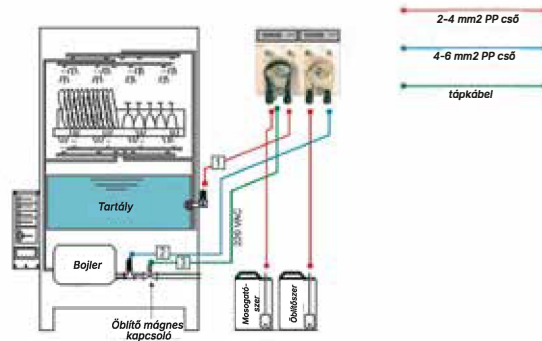 2-4 mm2 PP cső
4-6 mm2 PP cső
tápkábel
1
Tartály
230 VAC
Bojler
2
3
Mosogató-
szer
Öblítőszer
Öblítő mágnes
kapcsoló